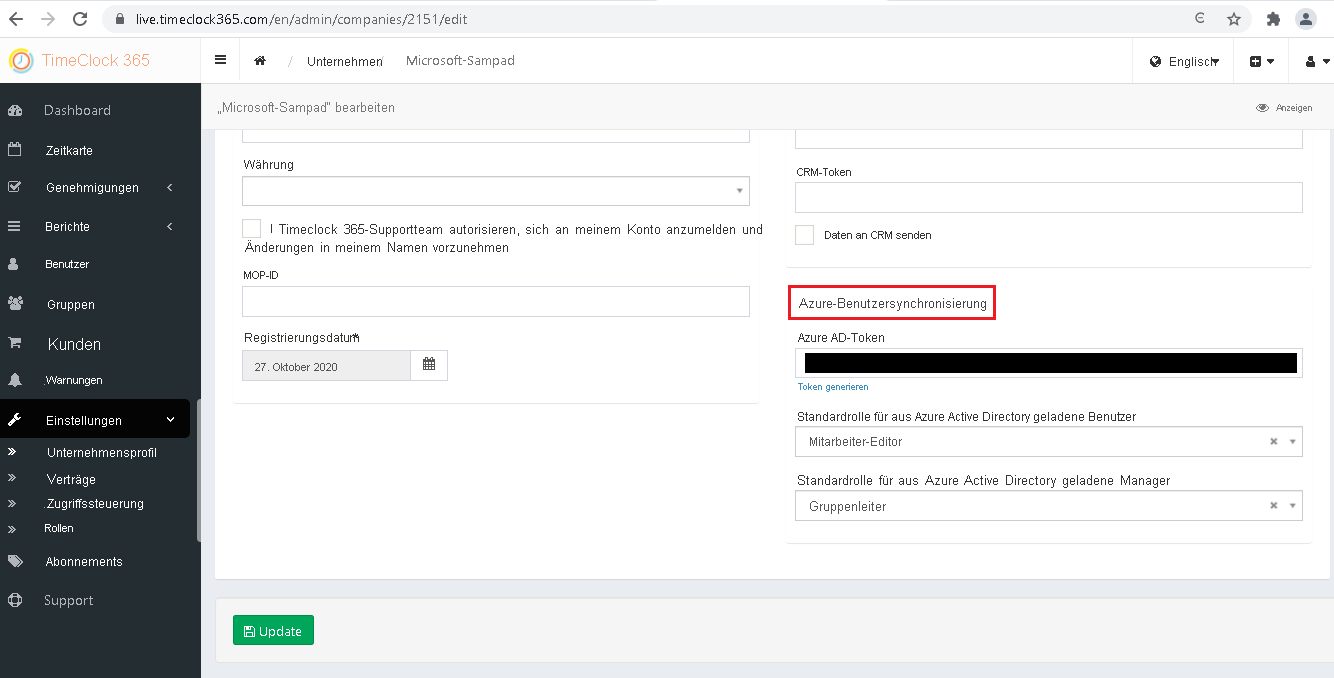 live.timeclock365.com/en/admin/companies/2151/edit
TimeClock 365
/ Unternehmen Microsoft-Sampad
Englisch
„Microsoft-Sampad" bearbeiten
Anzeigen
Dashboard
Zeitkarte
Genehmigungen
Berichte
Benutzer
Gruppen
Kunden
Warnungen
Einstellungen
Unternehmensprofil
Verträge
Zugriffssteuerung
Rollen
Abonnements
Support
Währung
I Timeclock 365-Supportteam autorisieren, sich an meinem Konto anzumelden und
Änderungen in meinem Namen vorzunehmen
MOP-ID
Registrierungsdatum*
27. Oktober 2020
CRM-Token
Daten an CRM senden
Azure-Benutzersynchronisierung
Azure AD-Token
Token generieren
Standardrolle für aus Azure Active Directory geladene Benutzer
Mitarbeiter-Editor
Standardrolle für aus Azure Active Directory geladene Manager
Gruppenleiter
Update